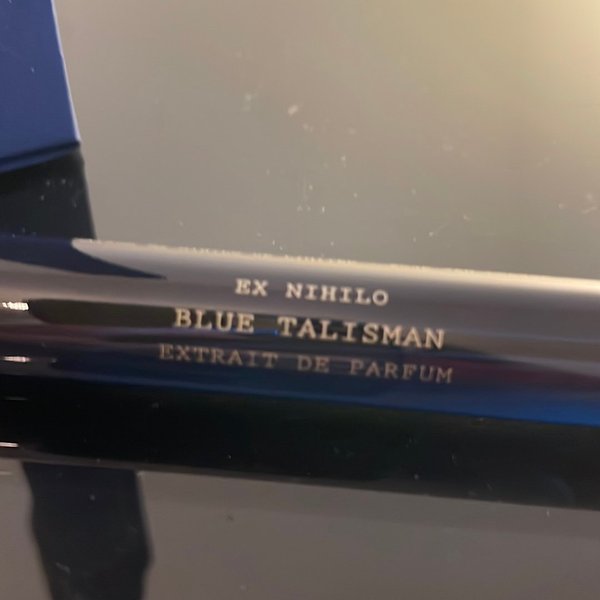 EX NIHILO
BLUE TALISMAN
EXTRAIT DE PARFUM